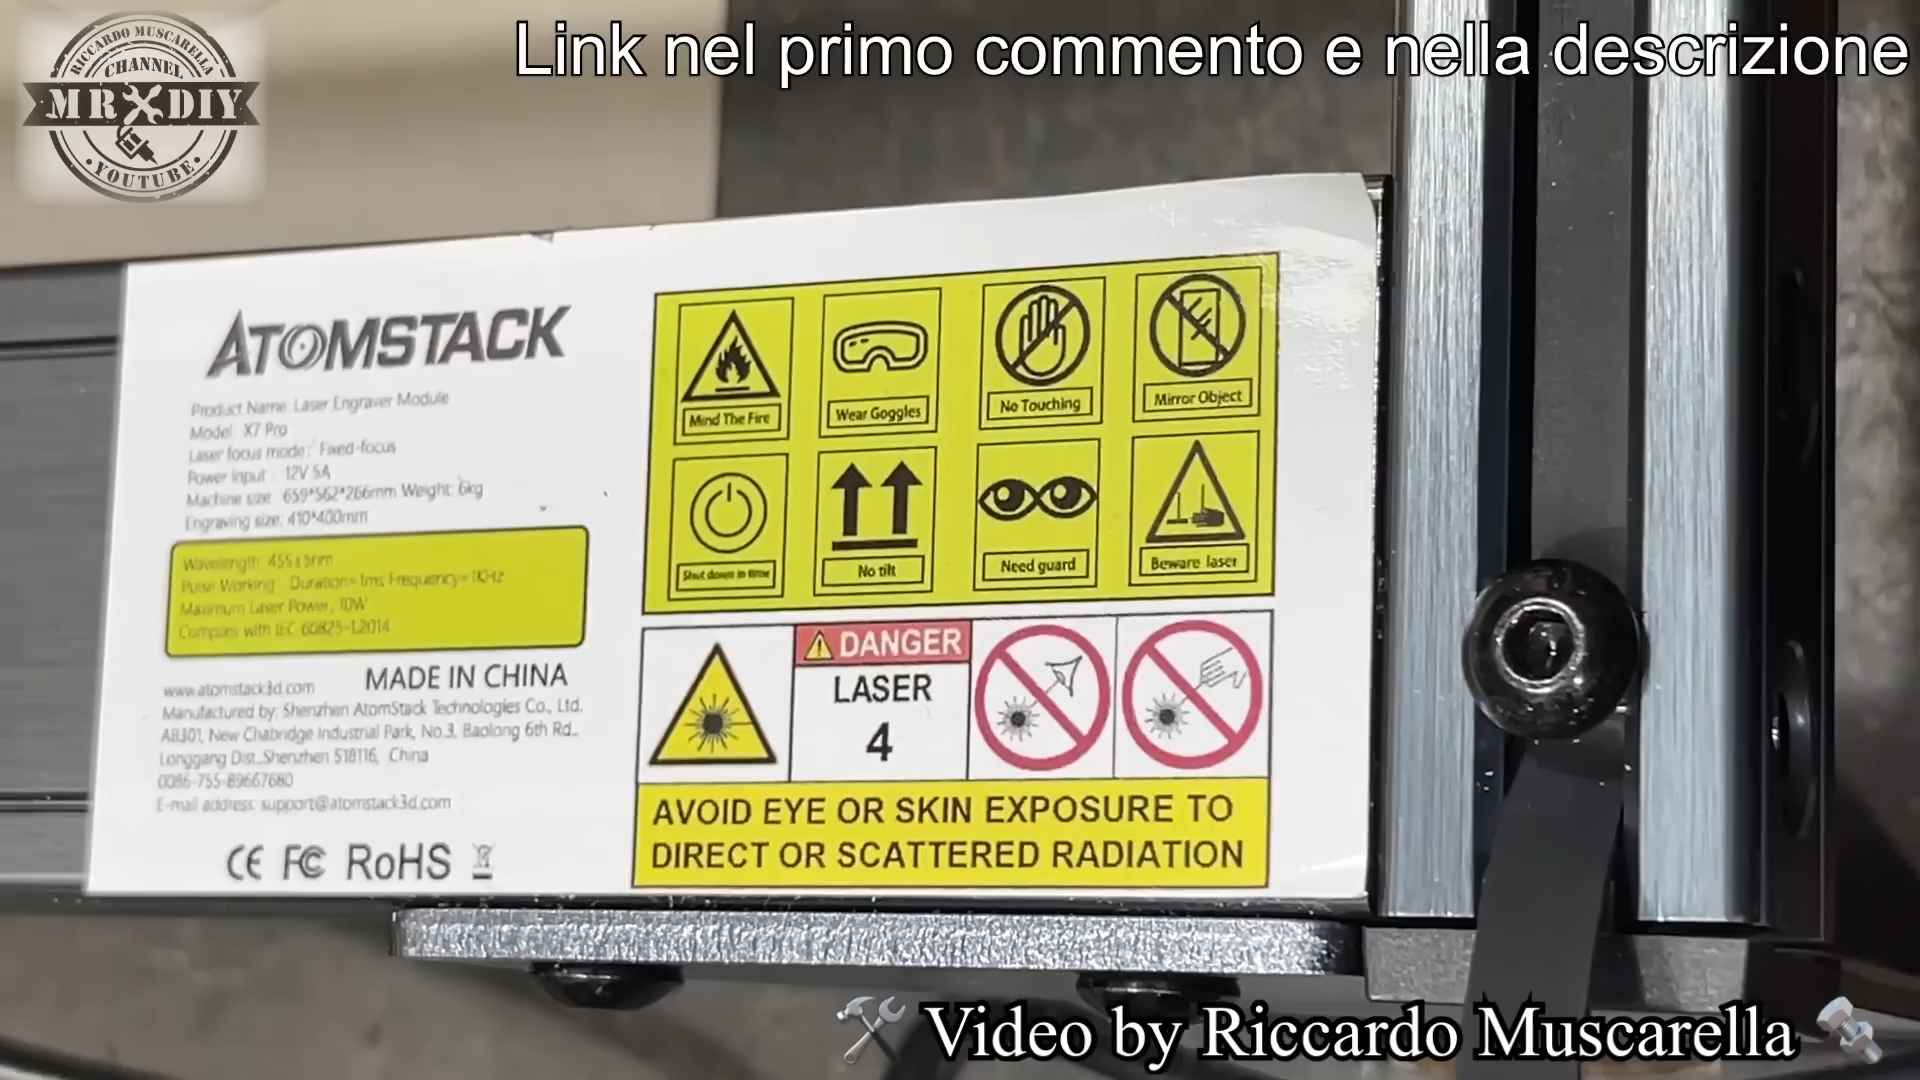 Link nel primo commento e nella descrizione
RICCARDO MUSCARELLA
CHANNEL
MR DIY
YOUTUBE
ATOMSTACK
Product Name: Laser Engraver Module
Model: X7 Pro
Laser focus mode: Fixed-focus
Power input: 12V 5A
Machine size: 659*562*266mm Weight: 6kg
Engraving size: 410*400mm
Wavelength: 455±5nm
Pulse Working Duration=1ms Frequency=1KHz
Maximum Laser Power, 10W
Complies with IEC 60825-1:2014
www.atomstack3d.com MADE IN CHINA
Manufactured by: Shenzhen AtomStack Technologies Co., Ltd.
AB301, New Chabridge Industrial Park, No.3, Baolong 6th Rd.,
Longgang Dist.,Shenzhen 518116, China
0086-755-89667680
E-mail address: support@atomstack3d.com
CE FC RoHS
Mind The Fire
Wear Goggles
No Touching
Mirror Object
Shut down in time
No tilt
Need guard
Beware laser
DANGER
LASER
4
AVOID EYE OR SKIN EXPOSURE TO
DIRECT OR SCATTERED RADIATION
Video by Riccardo Muscarella